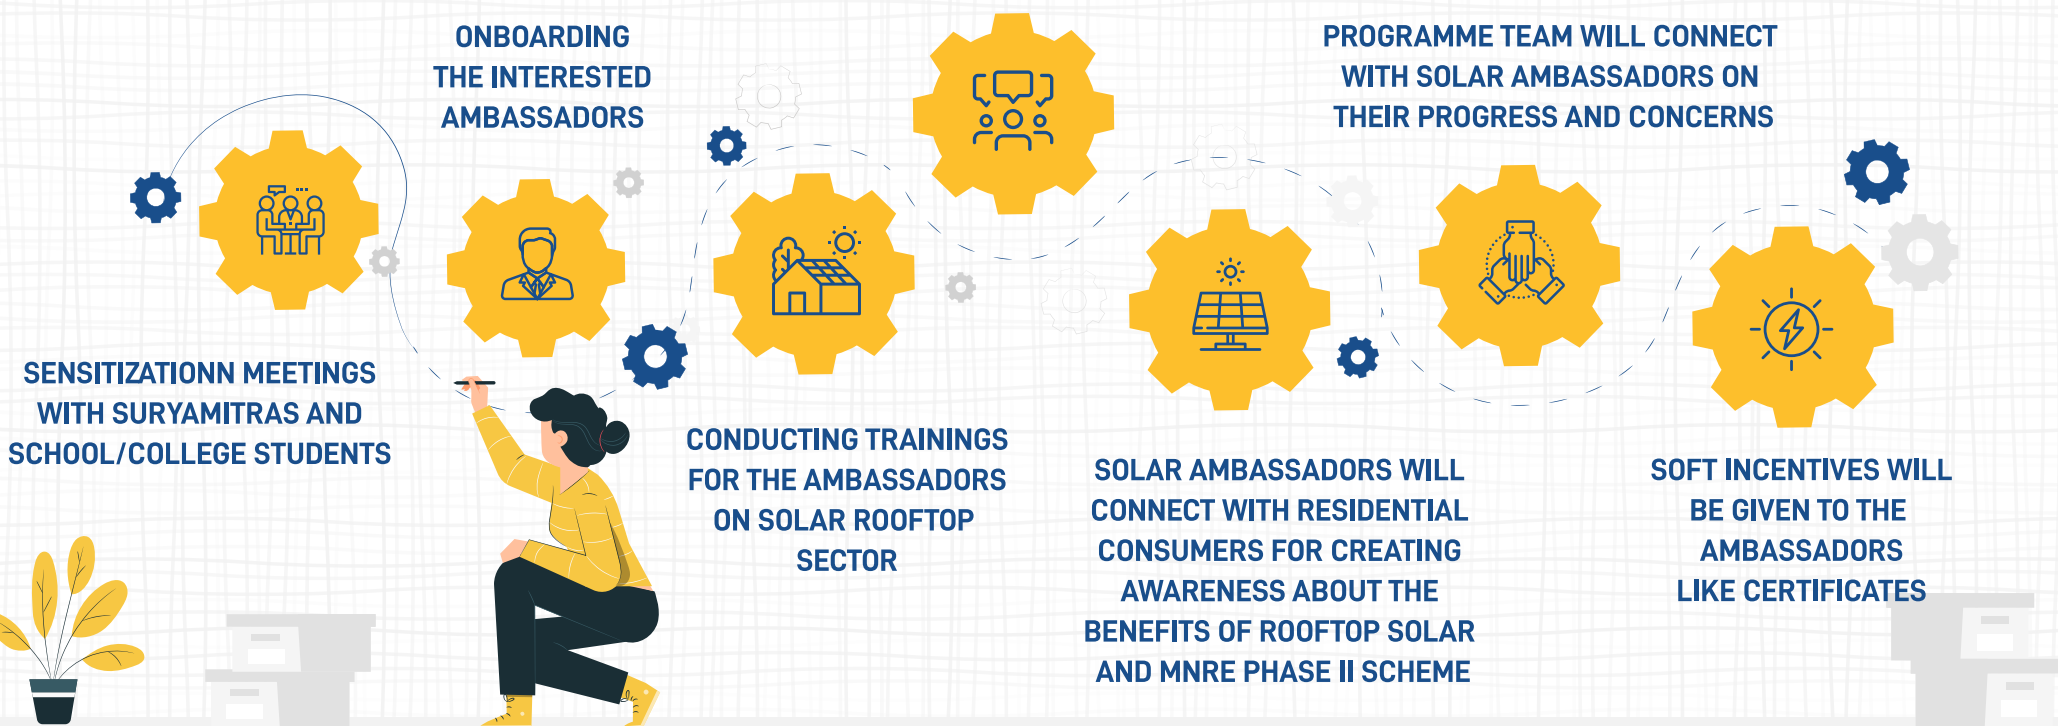 SENSITIZATIONN MEETINGS
WITH SURYAMITRAS AND
SCHOOL/COLLEGE STUDENTS
ONBOARDING
THE INTERESTED
AMBASSADORS
CONDUCTING TRAININGS
FOR THE AMBASSADORS
ON SOLAR ROOFTOP
SECTOR
SOLAR AMBASSADORS WILL
CONNECT WITH RESIDENTIAL
CONSUMERS FOR CREATING
AWARENESS ABOUT THE
BENEFITS OF ROOFTOP SOLAR
AND MNRE PHASE II SCHEME
PROGRAMME TEAM WILL CONNECT
WITH SOLAR AMBASSADORS ON
THEIR PROGRESS AND CONCERNS
SOFT INCENTIVES WILL
BE GIVEN TO THE
AMBASSADORS
LIKE CERTIFICATES